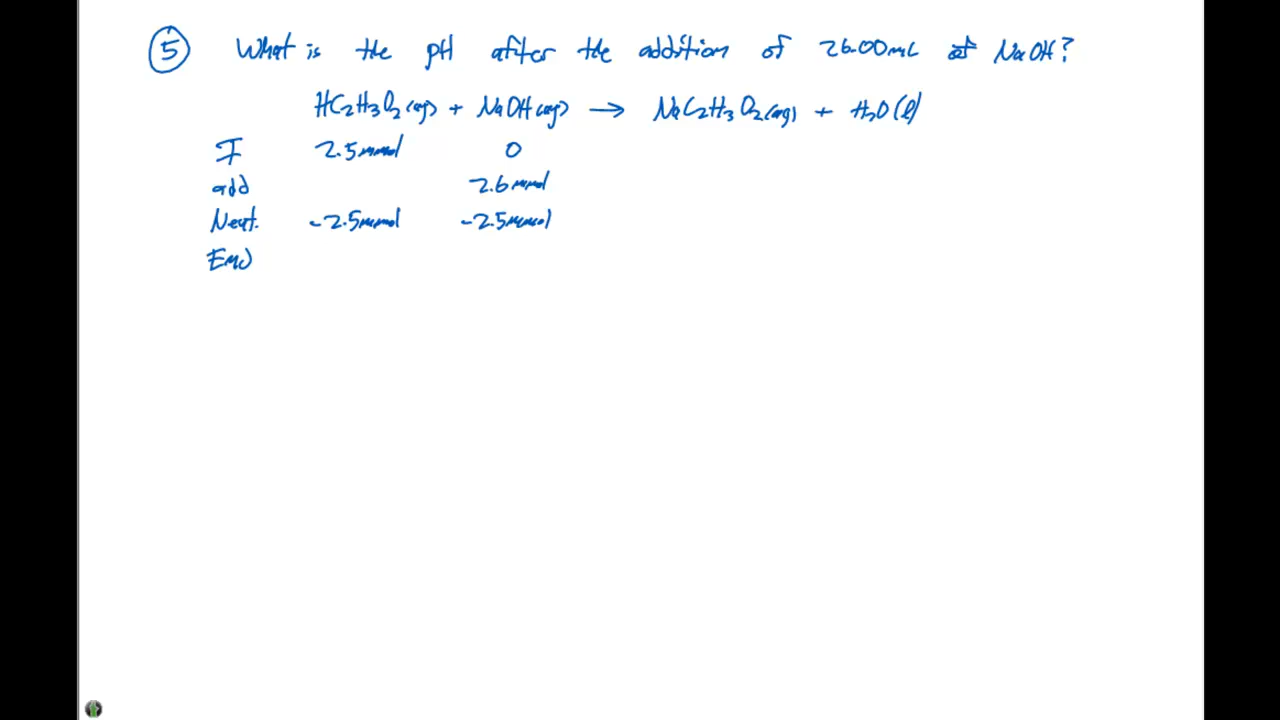 5 What is the pH after the addition of 26.00mL of NaOH?
HC2H3O2(aq) + NaOH(aq) → NaC2H3O2(aq) + H2O(l)
I 2.5mmol 0
add 2.6mmol
Neut. -2.5mmol -2.5mmol
End